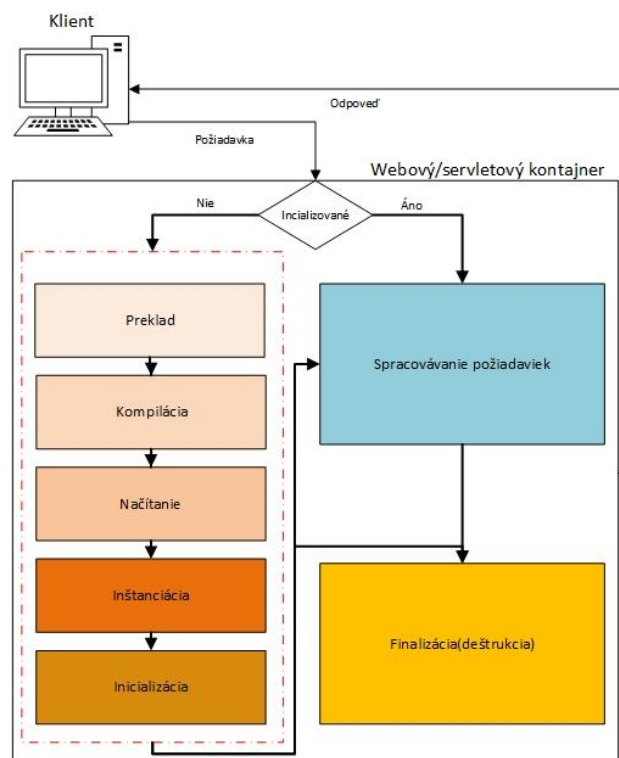 Klient
Odpoveď
Požiadavka
Webový/servletový kontajner
Nie
Incializované
Áno
Preklad
Spracovávanie požiadaviek
Kompilácia
Načítanie
Inštanciácia
Finalizácia(deštrukcia)
Inicializácia